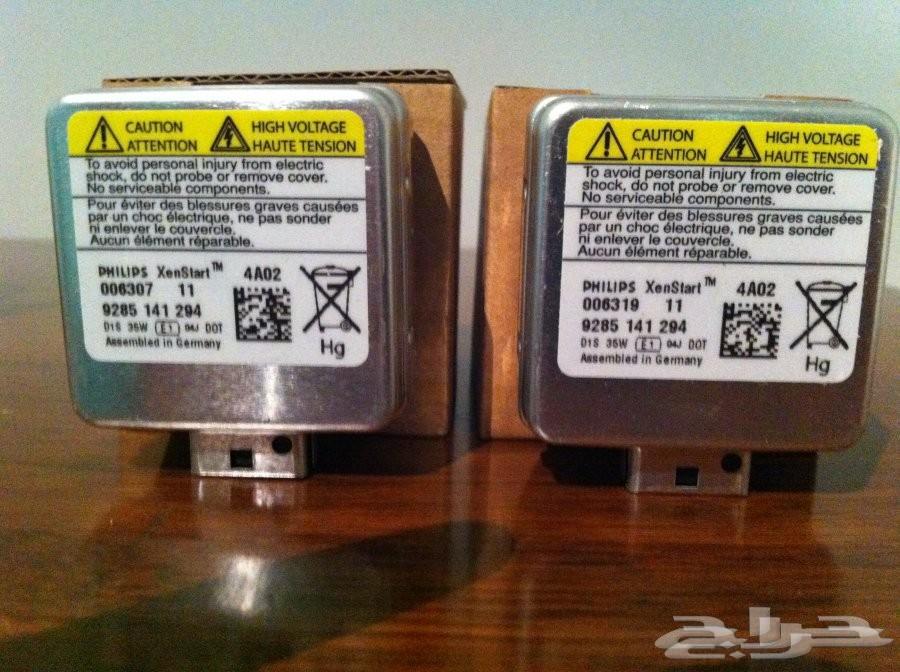 CAUTION
ATTENTION
HIGH VOLTAGE
HAUTE TENSION
To avoid personal injury from electric
shock, do not probe or remove cover.
No serviceable components.
Pour éviter des blessures graves causées
par un choc électrique, ne pas sonder
ni enlever le couvercle.
Aucun élément réparable.
PHILIPS XenStart™ 4A02
006307 11
9285 141 294
D1S 35W E1 04J DOT
Assembled in Germany
Hg
CAUTION
ATTENTION
HIGH VOLTAGE
HAUTE TENSION
To avoid personal injury from electric
shock, do not probe or remove cover.
No serviceable components.
Pour éviter des blessures graves causées
par un choc électrique, ne pas sonder
ni enlever le couvercle.
Aucun élément réparable.
PHILIPS XenStart™ 4A02
006319 11
9285 141 294
D1S 35W E1 04J DOT
Assembled in Germany
Hg
حراج